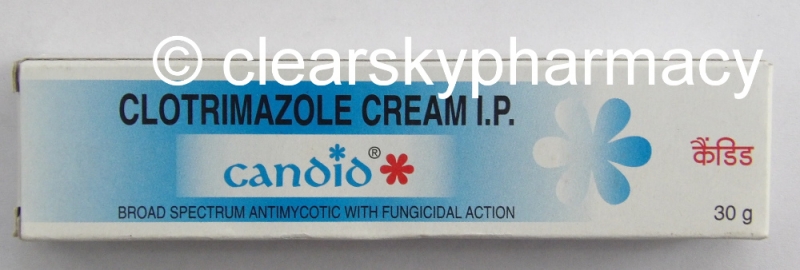 © clearskypharmacy
CLOTRIMAZOLE CREAM I.P.
candid®
कैंडिड
BROAD SPECTRUM ANTIMYCOTIC WITH FUNGICIDAL ACTION
30 g